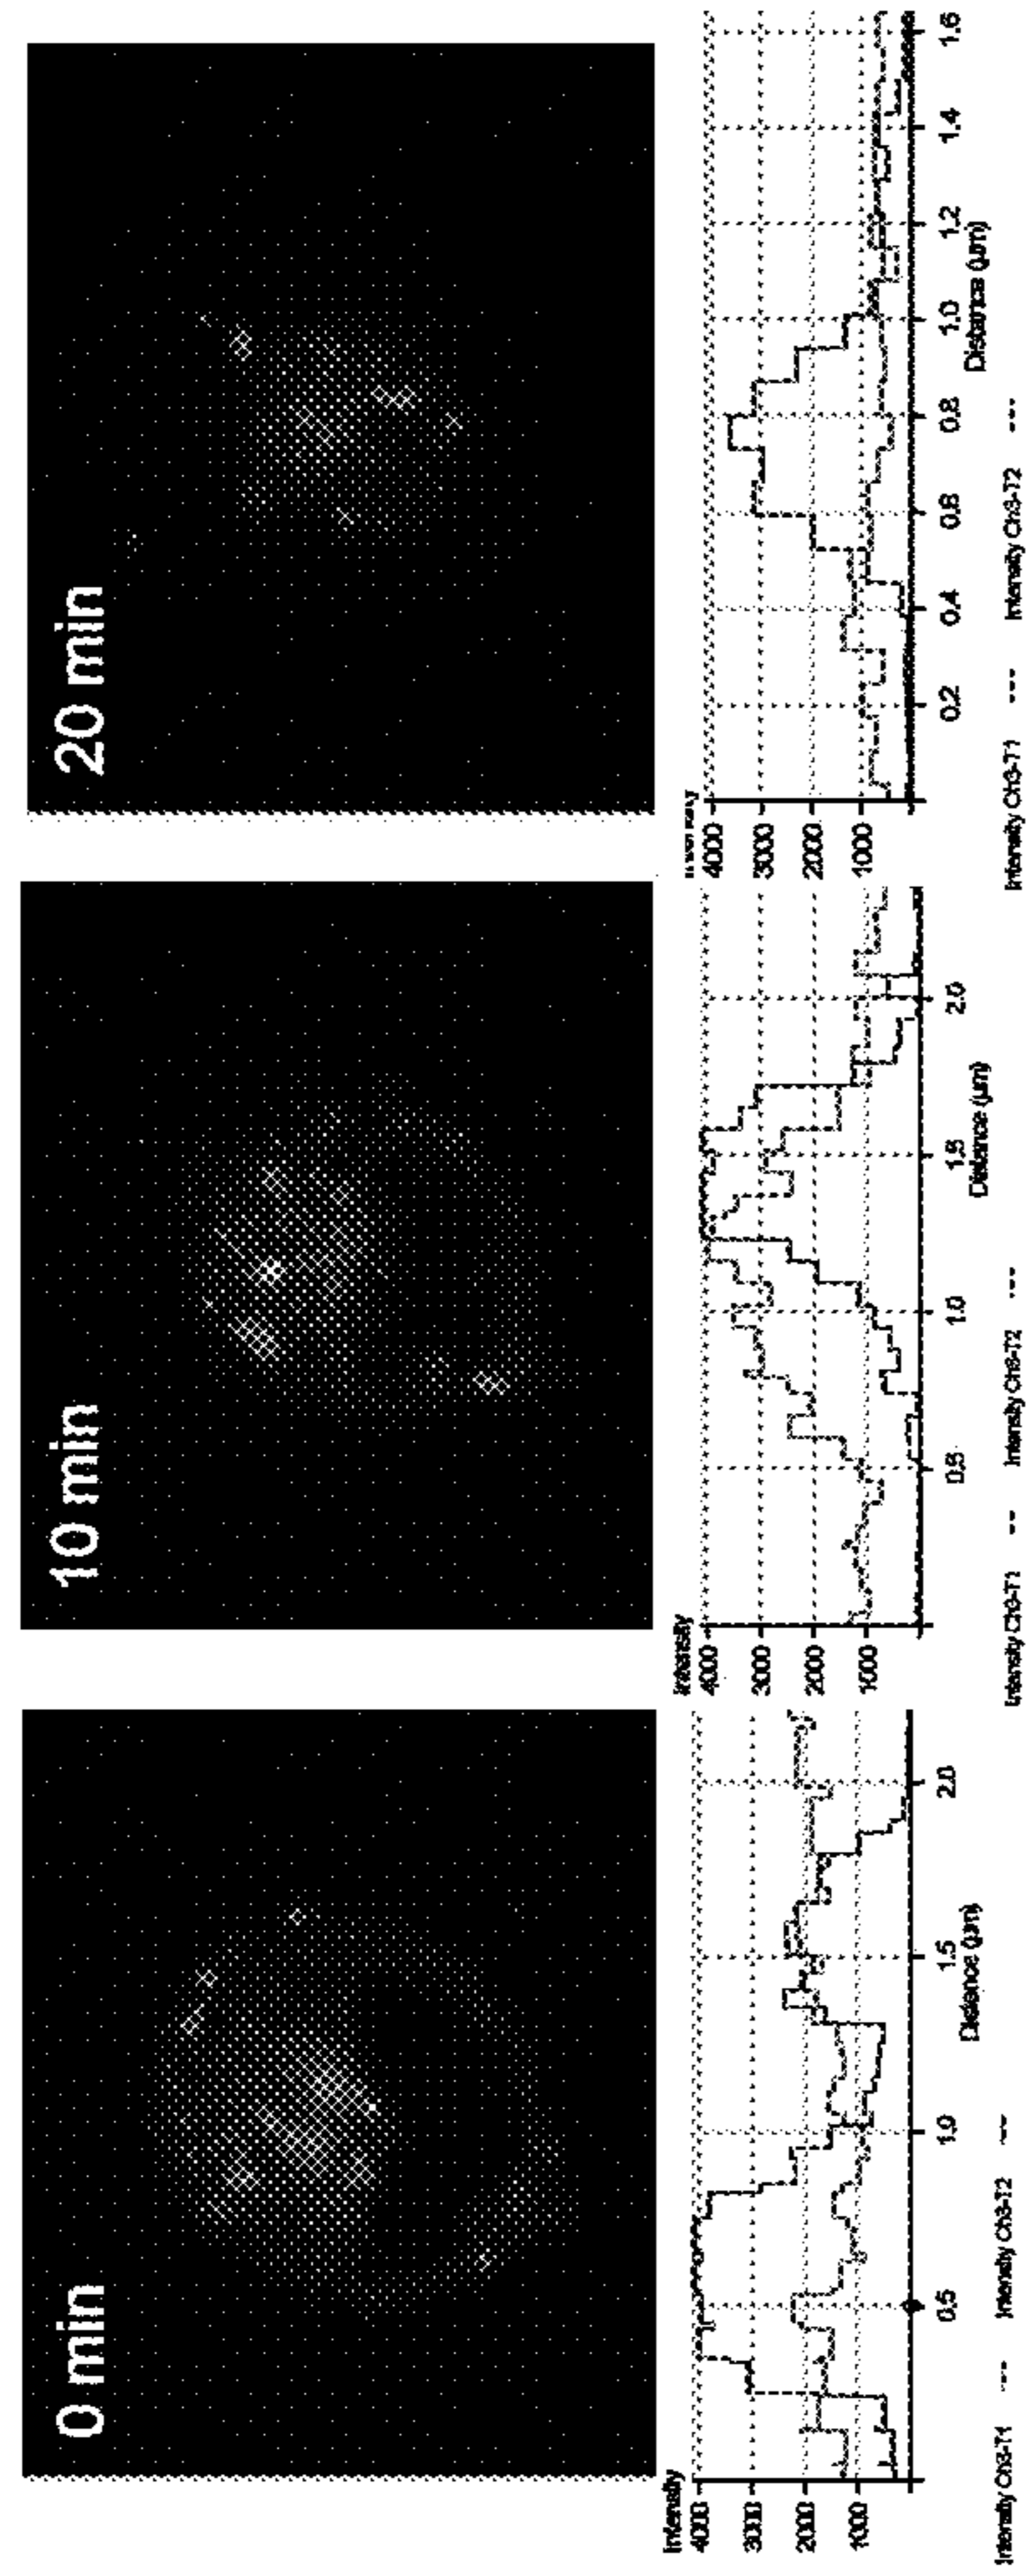 0 min
10 min
20 min
Intensity
4000
3000
2000
1000
0.5
1.0
1.5
2.0
Distance (µm)
Intensity Ch3-T1 --- Intensity Ch3-T2 ---
Intensity
4000
3000
2000
1000
0.5
1.0
1.5
2.0
Distance (µm)
Intensity Ch3-T1 --- Intensity Ch3-T2 ---
4000
3000
2000
1000
0.2
0.4
0.8
0.8
1.0
1.2
1.4
1.6
Distance (µm)
Intensity Ch3-T1 --- Intensity Ch3-T2 ---